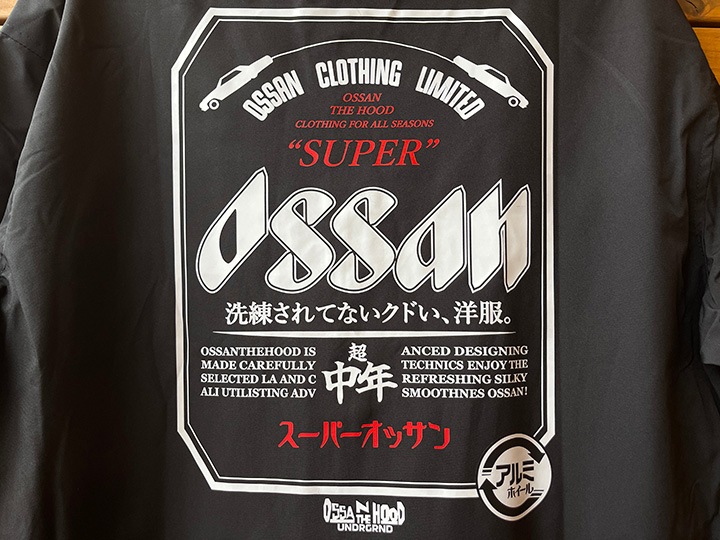 OSSAN CLOTHING LIMITED
OSSAN
THE HOOD
CLOTHING FOR ALL SEASONS
“SUPER”
Ossan
洗練されてないクドい、洋服。
OSSANTHEHOOD IS
MADE CAREFULLY
SELECTED LA AND C
ALI UTILISTING ADV
超
中年
ANCED DESIGNING
TECHNICS ENJOY THE
REFRESHING SILKY
SMOOTHNES OSSAN!
スーパーオッサン
アルミ
ホイール
OSSAN THE HOOD
UNDRGRND